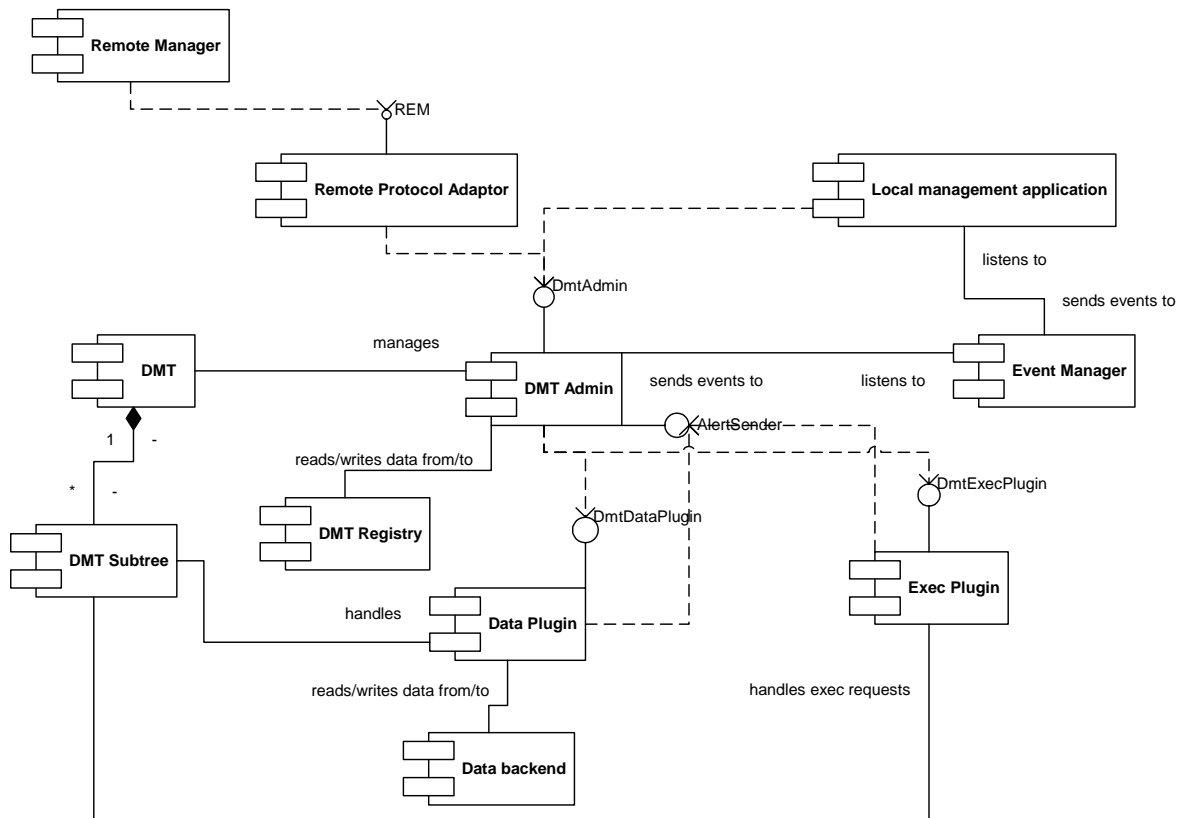 Remote Manager
REM
Remote Protocol Adaptor
Local management application
listens to
DmtAdmin
sends events to
manages
DMT
DMT Admin
sends events to
listens to
Event Manager
AlertSender
1
-
reads/writes data from/to
*
-
DmtExecPlugin
DmtDataPlugin
DMT Registry
DMT Subtree
Exec Plugin
handles
Data Plugin
reads/writes data from/to
handles exec requests
Data backend